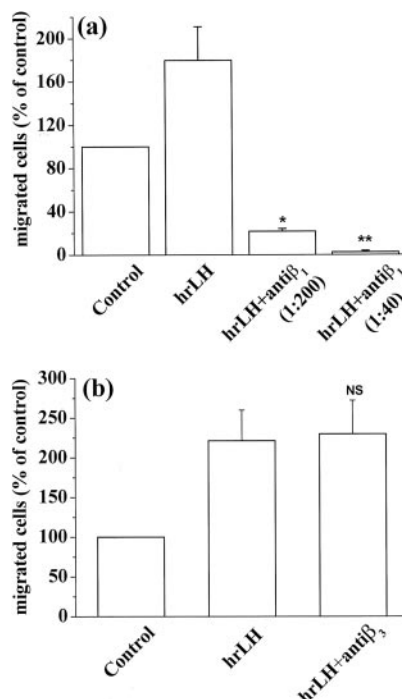 (a)
migrated cells (% of control)
200
160
120
80
40
0
*
**
Control
hrLH
hrLH+antiβ₁
(1:200)
hrLH+antiβ₁
(1:40)
(b)
migrated cells (% of control)
300
250
200
150
100
50
0
NS
Control
hrLH
hrLH+antiβ₃